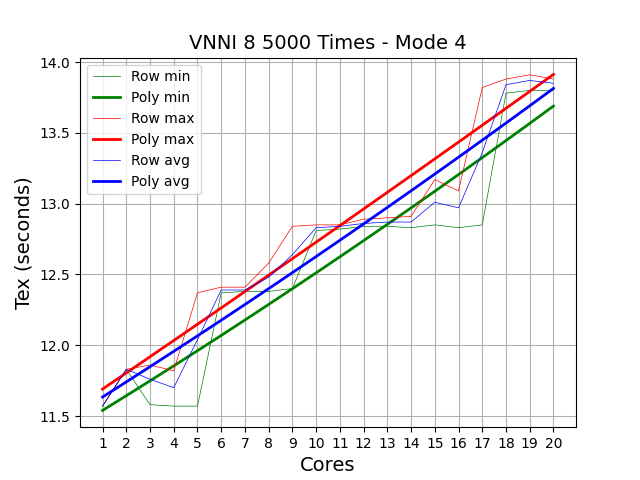 VNNI 8 5000 Times - Mode 4
Tex (seconds)
14.0
13.5
13.0
12.5
12.0
11.5
Row min
Poly min
Row max
Poly max
Row avg
Poly avg
1 2 3 4 5 6 7 8 9 10 11 12 13 14 15 16 17 18 19 20
Cores